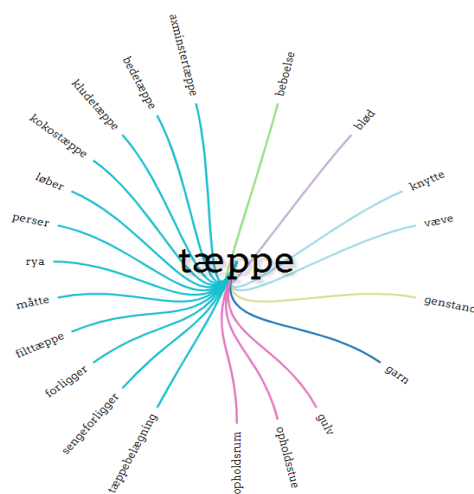 tæppe
axminstertæppe
beboelse
blød
knytte
væve
genstand
garn
gulv
opholdsstue
opholdsrum
tæppebelægning
sengeforligger
forligger
filttæppe
måtte
rya
perser
løber
kokostæppe
kludetæppe
bedetæppe